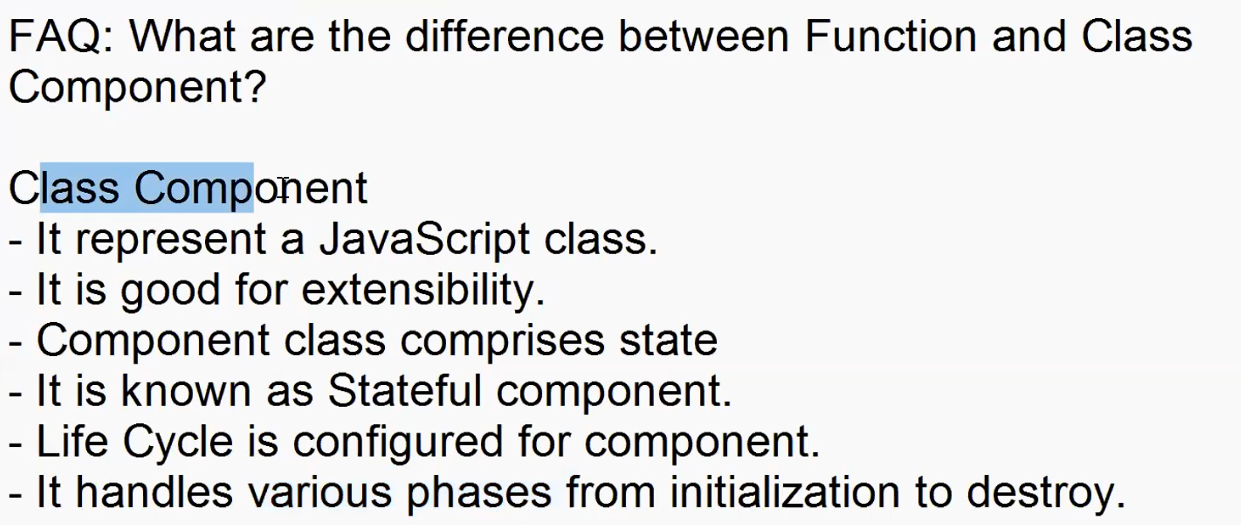 FAQ: What are the difference between Function and Class
Component?
Class Component
- It represent a JavaScript class.
- It is good for extensibility.
- Component class comprises state
- It is known as Stateful component.
- Life Cycle is configured for component.
- It handles various phases from initialization to destroy.